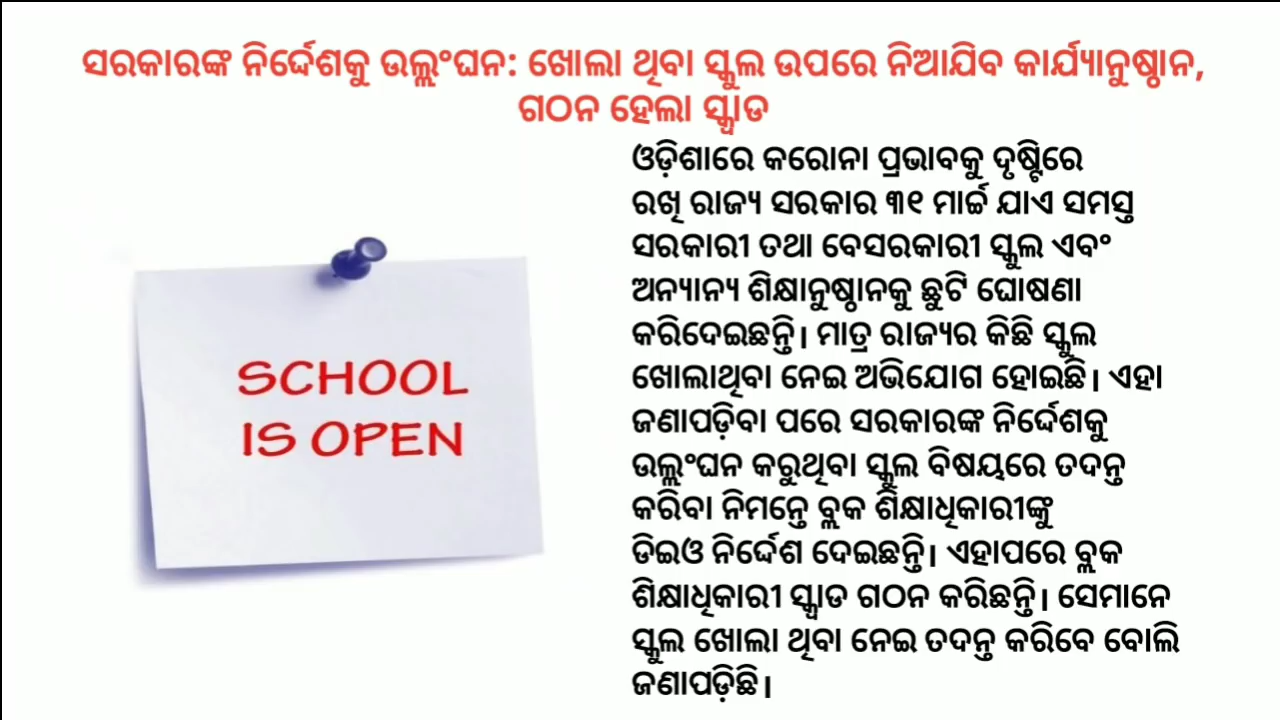 ସରକାରଙ୍କ ନିର୍ଦ୍ଦେଶକୁ ଉଲ୍ଲଂଘନ: ଖୋଲା ଥିବା ସ୍କୁଲ ଉପରେ ନିଆଯିବ କାର୍ଯ୍ୟାନୁଷ୍ଠାନ,
ଗଠନ ହେଲା ସ୍କ୍ୱାଡ
ଓଡ଼ିଶାରେ କରୋନା ପ୍ରଭାବକୁ ଦୃଷ୍ଟିରେ
ରଖି ରାଜ୍ୟ ସରକାର ୩୧ ମାର୍ଚ୍ଚ ଯାଏ ସମସ୍ତ
ସରକାରୀ ତଥା ବେସରକାରୀ ସ୍କୁଲ ଏବଂ
ଅନ୍ୟାନ୍ୟ ଶିକ୍ଷାନୁଷ୍ଠାନକୁ ଛୁଟି ଘୋଷଣା
କରିଦେଇଛନ୍ତି। ମାତ୍ର ରାଜ୍ୟର କିଛି ସ୍କୁଲ
ଖୋଲାଥିବା ନେଇ ଅଭିଯୋଗ ହୋଇଛି। ଏହା
ଜଣାପଡ଼ିବା ପରେ ସରକାରଙ୍କ ନିର୍ଦ୍ଦେଶକୁ
ଉଲ୍ଲଂଘନ କରୁଥିବା ସ୍କୁଲ ବିଷୟରେ ତଦନ୍ତ
କରିବା ନିମନ୍ତେ ବ୍ଲକ ଶିକ୍ଷାଧିକାରୀଙ୍କୁ
ଡିଇଓ ନିର୍ଦ୍ଦେଶ ଦେଇଛନ୍ତି। ଏହାପରେ ବ୍ଲକ
ଶିକ୍ଷାଧିକାରୀ ସ୍କ୍ୱାଡ ଗଠନ କରିଛନ୍ତି। ସେମାନେ
ସ୍କୁଲ ଖୋଲା ଥିବା ନେଇ ତଦନ୍ତ କରିବେ ବୋଲି
ଜଣାପଡ଼ିଛି।
SCHOOL
IS OPEN